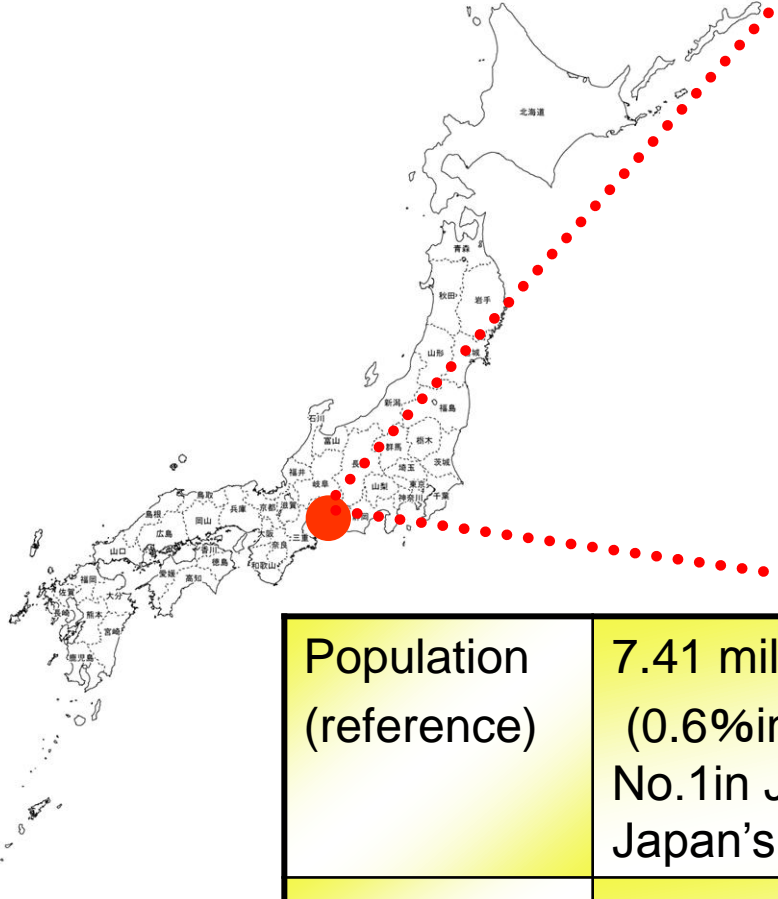 北海道
青森
秋田
岩手
山形
城
新潟
福島
石川
富山
群馬
栃木
長
福井
岐阜
埼玉
茨城
山梨
東京
鳥取
兵庫
京都
滋賀
神奈川
千葉
島根
岡山
岡
広島
大阪
三重
奈良
山口
香川
徳島
和歌山
愛媛
高知
福岡
佐賀
大分
長崎
熊本
宮崎
鹿児島
Population
(reference)
7.41 mil
(0.6%in
No.1in J
Japan’s